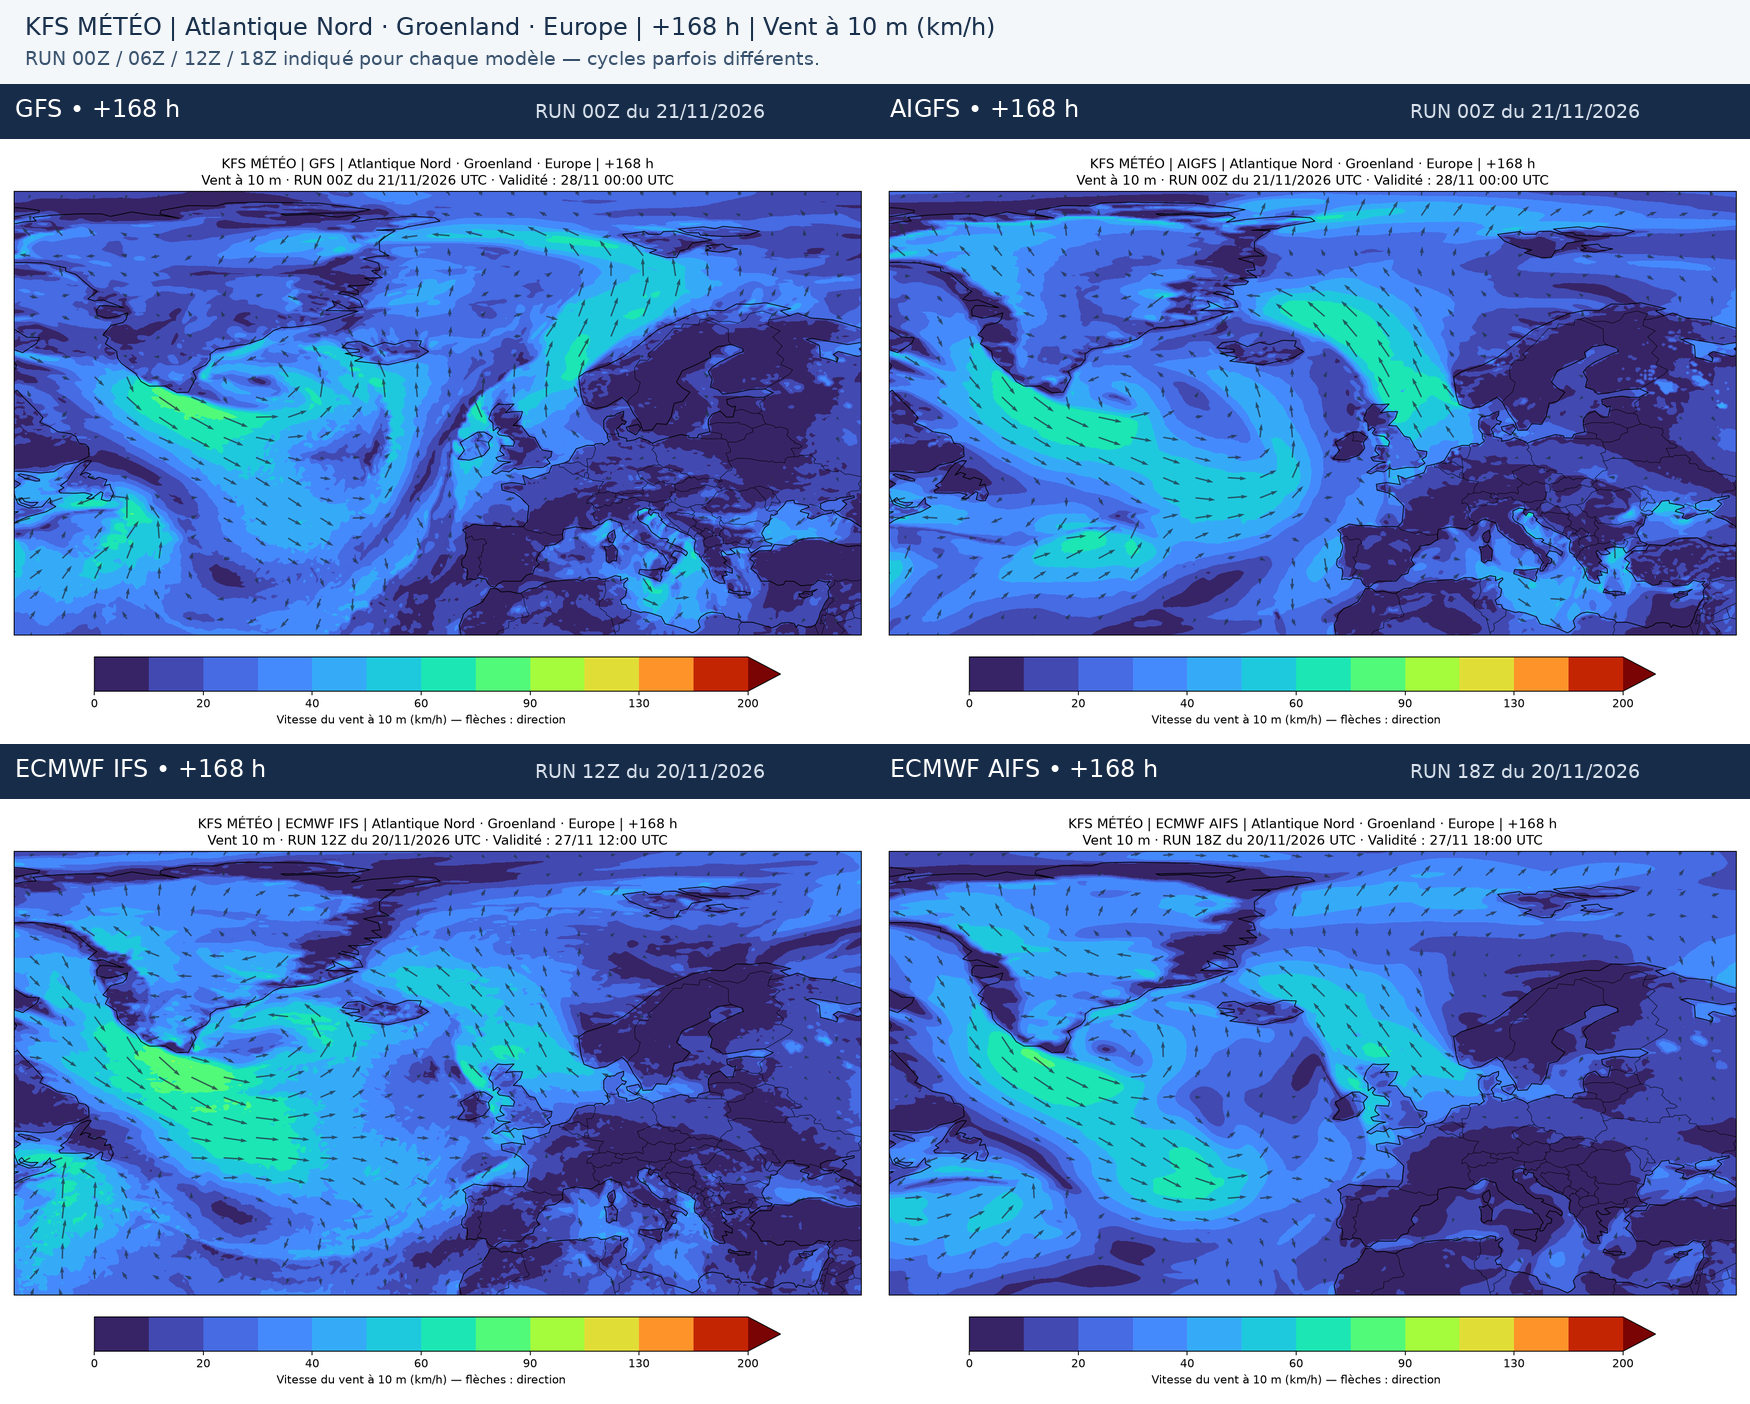 KFS MÉTÉO | Atlantique Nord · Groenland · Europe | +168 h | Vent à 10 m (km/h)
RUN 00Z / 06Z / 12Z / 18Z indiqué pour chaque modèle — cycles parfois différents.
GFS • +168 h
RUN 00Z du 21/11/2026
KFS MÉTÉO | GFS | Atlantique Nord · Groenland · Europe | +168 h
Vent à 10 m · RUN 00Z du 21/11/2026 UTC · Validité : 28/11 00:00 UTC
0 20 40 60 90 130 200
Vitesse du vent à 10 m (km/h) — flèches : direction
AIGFS • +168 h
RUN 00Z du 21/11/2026
KFS MÉTÉO | AIGFS | Atlantique Nord · Groenland · Europe | +168 h
Vent à 10 m · RUN 00Z du 21/11/2026 UTC · Validité : 28/11 00:00 UTC
0 20 40 60 90 130 200
Vitesse du vent à 10 m (km/h) — flèches : direction
ECMWF IFS • +168 h
RUN 12Z du 20/11/2026
KFS MÉTÉO | ECMWF IFS | Atlantique Nord · Groenland · Europe | +168 h
Vent 10 m · RUN 12Z du 20/11/2026 UTC · Validité : 27/11 12:00 UTC
0 20 40 60 90 130 200
Vitesse du vent à 10 m (km/h) — flèches : direction
ECMWF AIFS • +168 h
RUN 18Z du 20/11/2026
KFS MÉTÉO | ECMWF AIFS | Atlantique Nord · Groenland · Europe | +168 h
Vent 10 m · RUN 18Z du 20/11/2026 UTC · Validité : 27/11 18:00 UTC
0 20 40 60 90 130 200
Vitesse du vent à 10 m (km/h) — flèches : direction